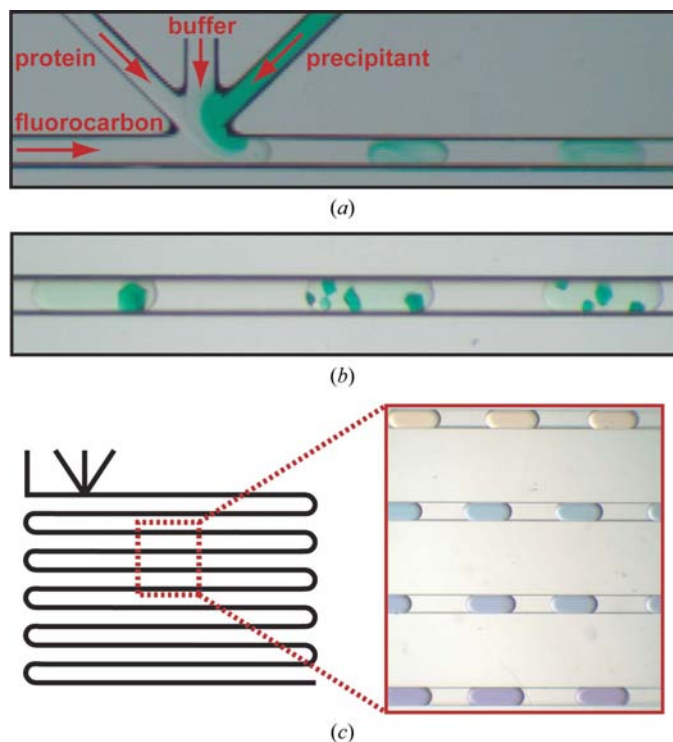 buffer
protein
precipitant
fluorocarbon
(a)
(b)
(c)